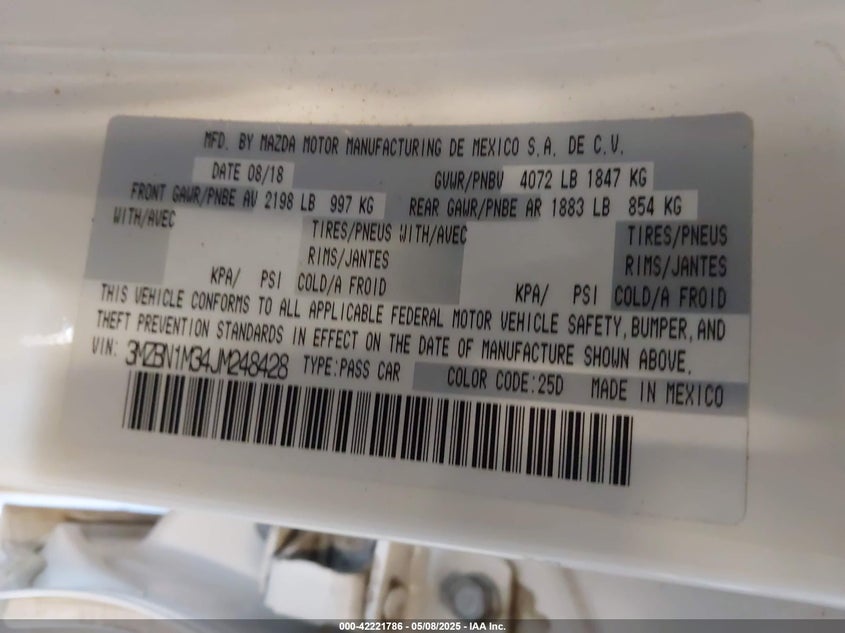 MFD. BY MAZDA MOTOR MANUFACTURING DE MEXICO S.A. DE C.V.
DATE 08/18 GVWR/PNBV 4072 LB 1847 KG
FRONT GAWR/PNBE AV 2198 LB 997 KG REAR GAWR/PNBE AR 1883 LB 854 KG
WITH/AVEC TIRES/PNEUS WITH/AVEC TIRES/PNEUS
RIMS/JANTES RIMS/JANTES
KPA/ PSI COLD/A FROID KPA/ PSI COLD/A FROID
THIS VEHICLE CONFORMS TO ALL APPLICABLE FEDERAL MOTOR VEHICLE SAFETY, BUMPER, AND
THEFT PREVENTION STANDARDS IN EFFECT ON THE DATE OF MANUFACTURE SHOWN ABOVE.
VIN: 3MZBN1M34JM248428 TYPE:PASS CAR COLOR CODE:25D MADE IN MEXICO
000-42221786 - 05/08/2025 - IAA Inc.